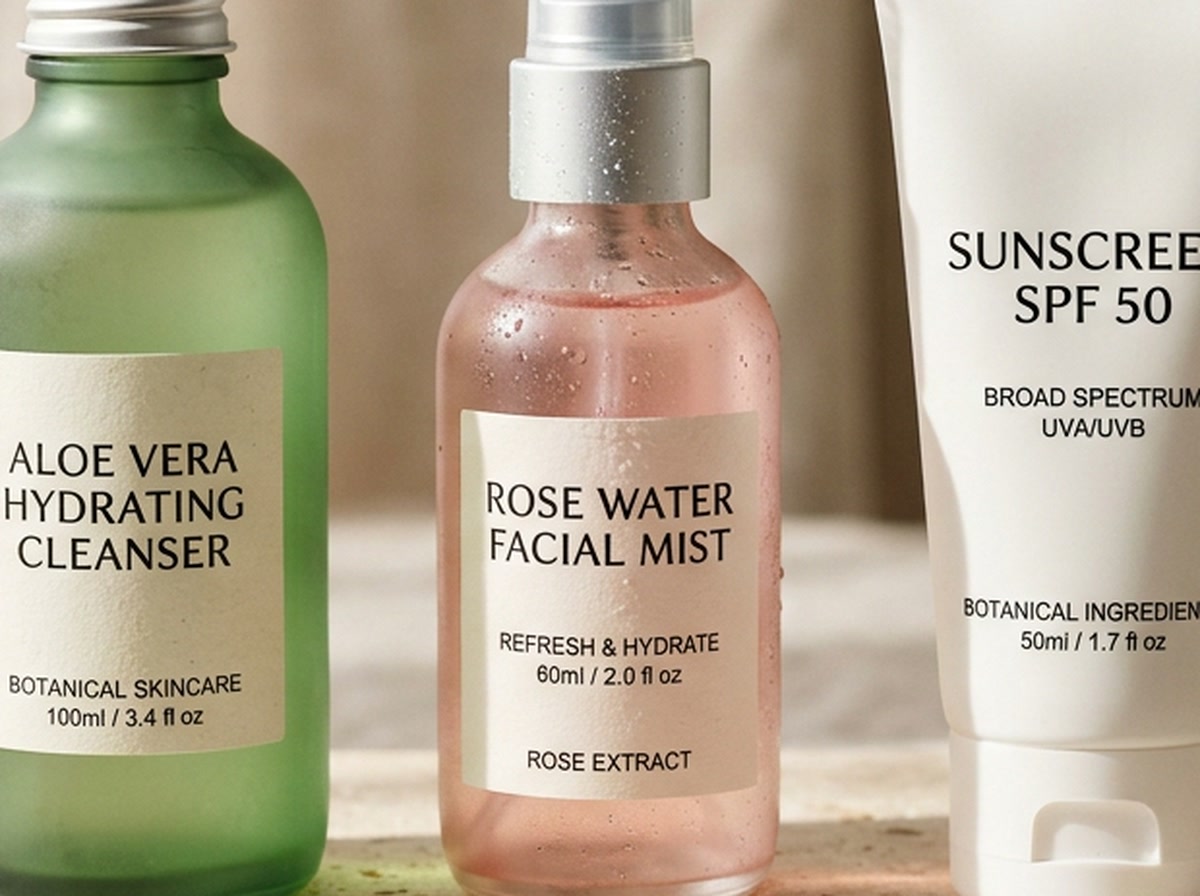 ALOE VERA
HYDRATING
CLEANSER
BOTANICAL SKINCARE
100ml / 3.4 fl oz
ROSE WATER
FACIAL MIST
REFRESH & HYDRATE
60ml / 2.0 fl oz
ROSE EXTRACT
SUNSCREE
SPF 50
BROAD SPECTRUM
UVA/UVB
BOTANICAL INGREDIEN
50mi / 1.7 fl oz